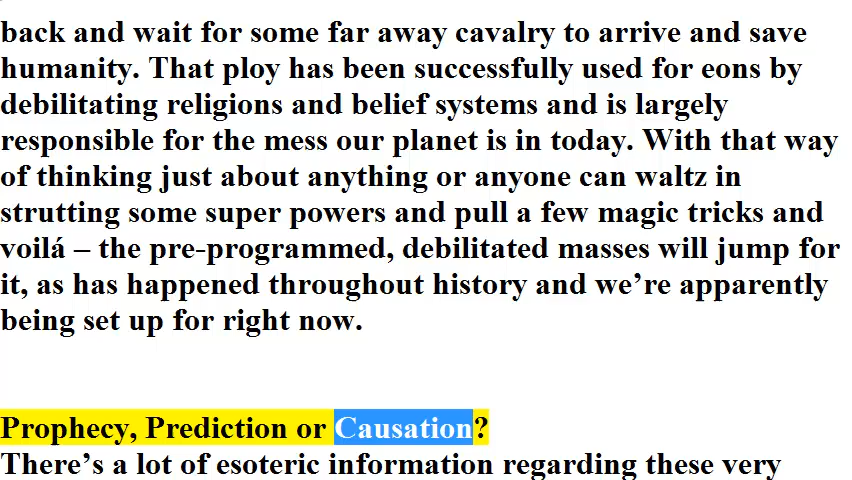 back and wait for some far away cavalry to arrive and save
humanity. That ploy has been successfully used for eons by
debilitating religions and belief systems and is largely
responsible for the mess our planet is in today. With that way
of thinking just about anything or anyone can waltz in
strutting some super powers and pull a few magic tricks and
voilá – the pre-programmed, debilitated masses will jump for
it, as has happened throughout history and we’re apparently
being set up for right now.
Prophecy, Prediction or Causation?
There’s a lot of esoteric information regarding these very